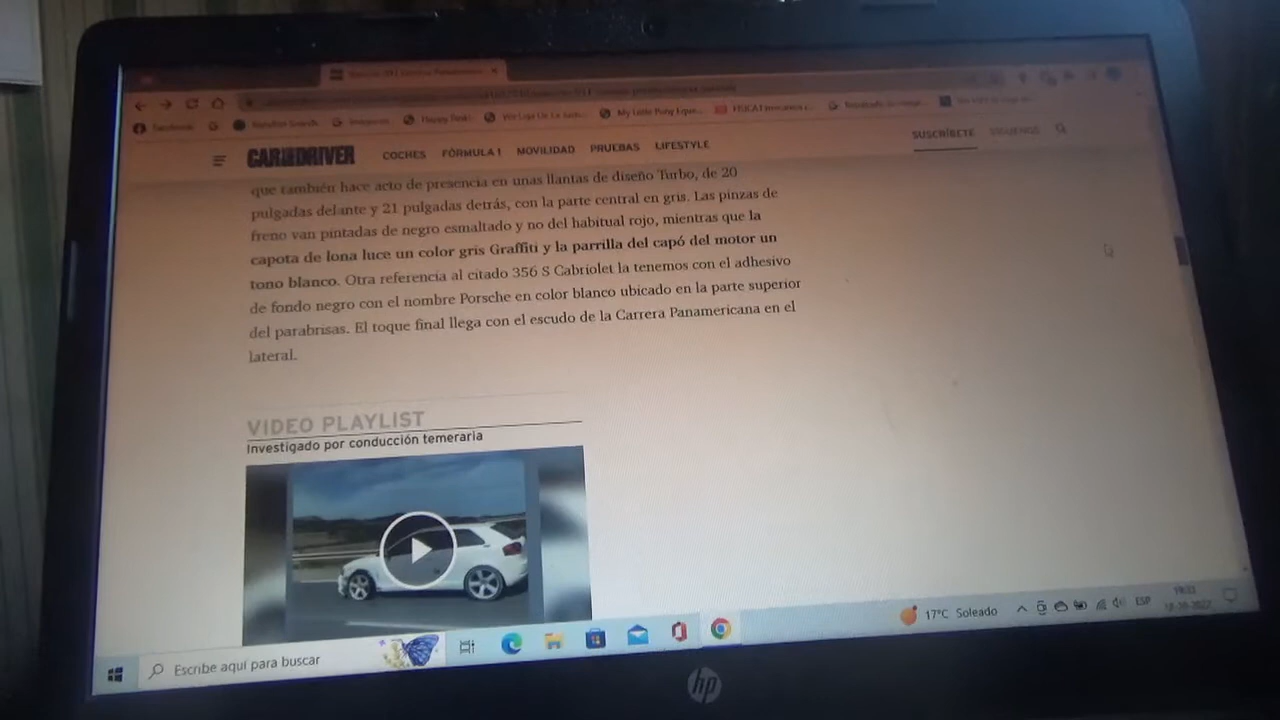 Facebook
Imágenes
CAR AND DRIVER
COCHES FÓRMULA 1 MOVILIDAD PRUEBAS LIFESTYLE
SUSCRÍBETE SÍGUENOS
que también hace acto de presencia en unas llantas de diseño Turbo, de 20
pulgadas delante y 21 pulgadas detrás, con la parte central en gris. Las pinzas de
freno van pintadas de negro esmaltado y no del habitual rojo, mientras que la
capota de lona luce un color gris Graffiti y la parrilla del capó del motor un
tono blanco. Otra referencia al citado 356 S Cabriolet la tenemos con el adhesivo
de fondo negro con el nombre Porsche en color blanco ubicado en la parte superior
del parabrisas. El toque final llega con el escudo de la Carrera Panamericana en el
lateral.
VIDEO PLAYLIST
Investigado por conducción temeraria
Escribe aquí para buscar
17°C Soleado
ESP
hp